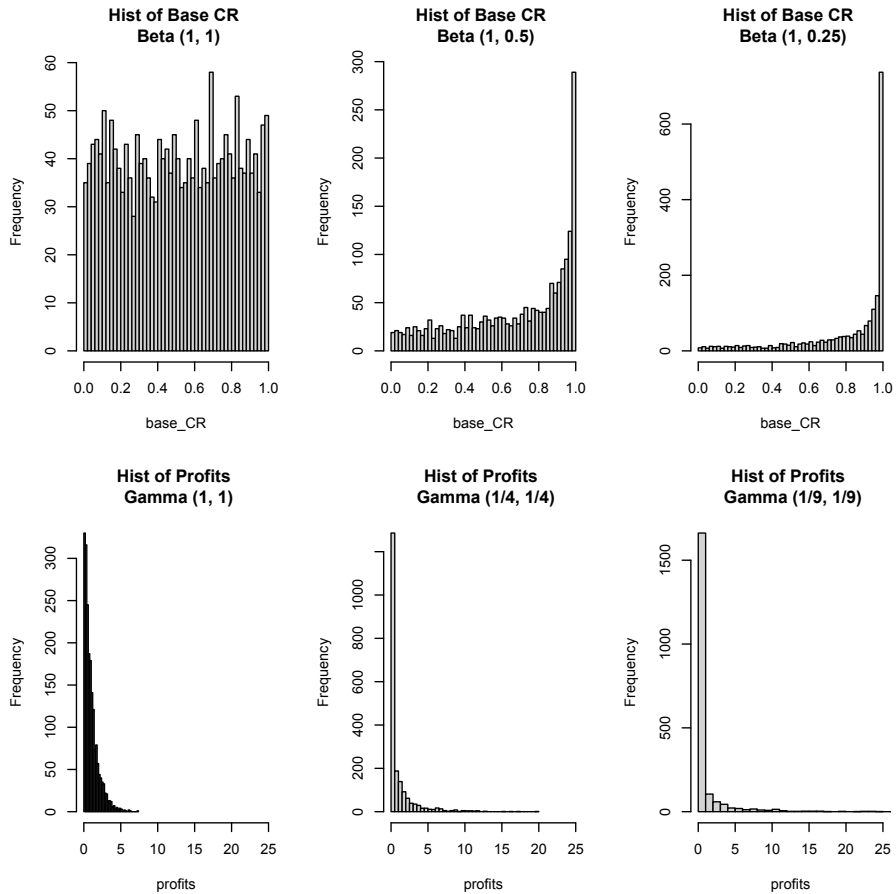 Hist of Base CR
Beta (1, 1)
Frequency
0
10
20
30
40
50
60
0.0 0.2 0.4 0.6 0.8 1.0
base_CR
Hist of Base CR
Beta (1, 0.5)
Frequency
0
50
100
150
200
250
300
0.0 0.2 0.4 0.6 0.8 1.0
base_CR
Hist of Base CR
Beta (1, 0.25)
Frequency
0
200
400
600
0.0 0.2 0.4 0.6 0.8 1.0
base_CR
Hist of Profits
Gamma (1, 1)
Frequency
0
50
100
150
200
250
300
0 5 10 15 20 25
profits
Hist of Profits
Gamma (1/4, 1/4)
Frequency
0
200
400
600
800
1000
0 5 10 15 20 25
profits
Hist of Profits
Gamma (1/9, 1/9)
Frequency
0
500
1000
1500
0 5 10 15 20 25
profits